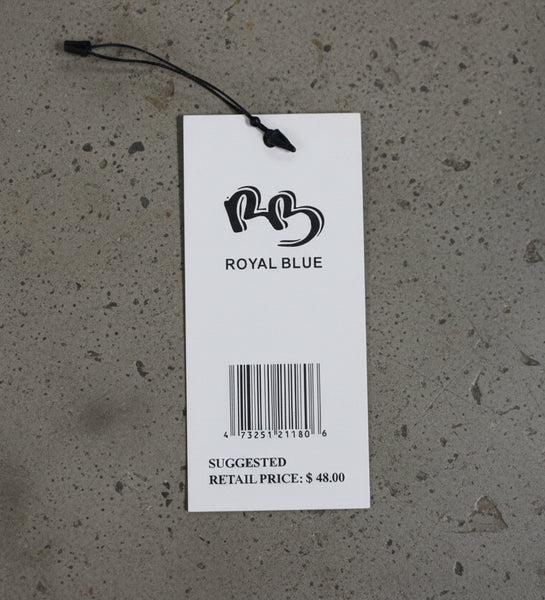 RB
ROYAL BLUE
4 73251 21180 6
SUGGESTED
RETAIL PRICE: $ 48.00